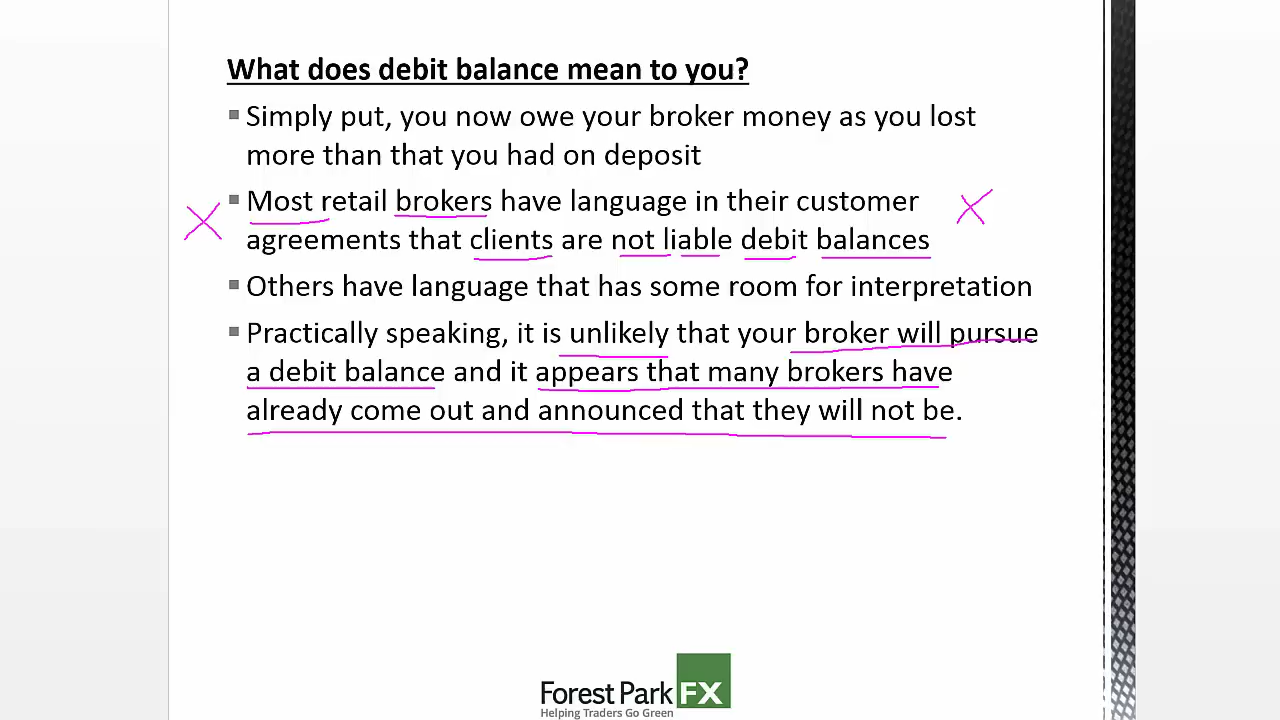 What does debit balance mean to you?
▪ Simply put, you now owe your broker money as you lost
more than that you had on deposit
▪ Most retail brokers have language in their customer
agreements that clients are not liable debit balances
▪ Others have language that has some room for interpretation
▪ Practically speaking, it is unlikely that your broker will pursue
a debit balance and it appears that many brokers have
already come out and announced that they will not be.
Forest Park FX
Helping Traders Go Green